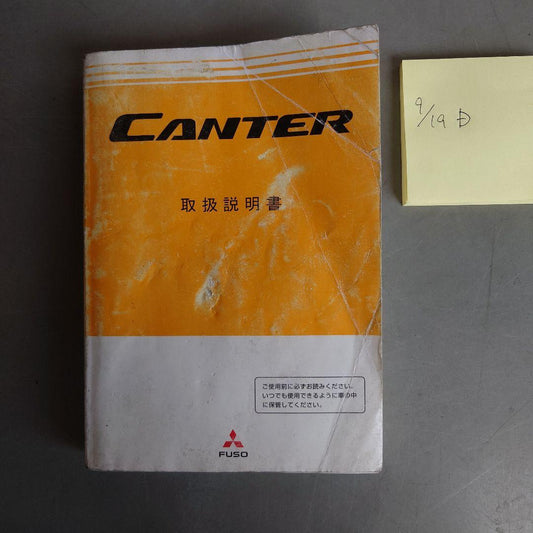 CANTER
取扱説明書
ご使用前に必ずお読みください。
いつでも使用できるように車の中
に保管してください。
FUSO
9/19